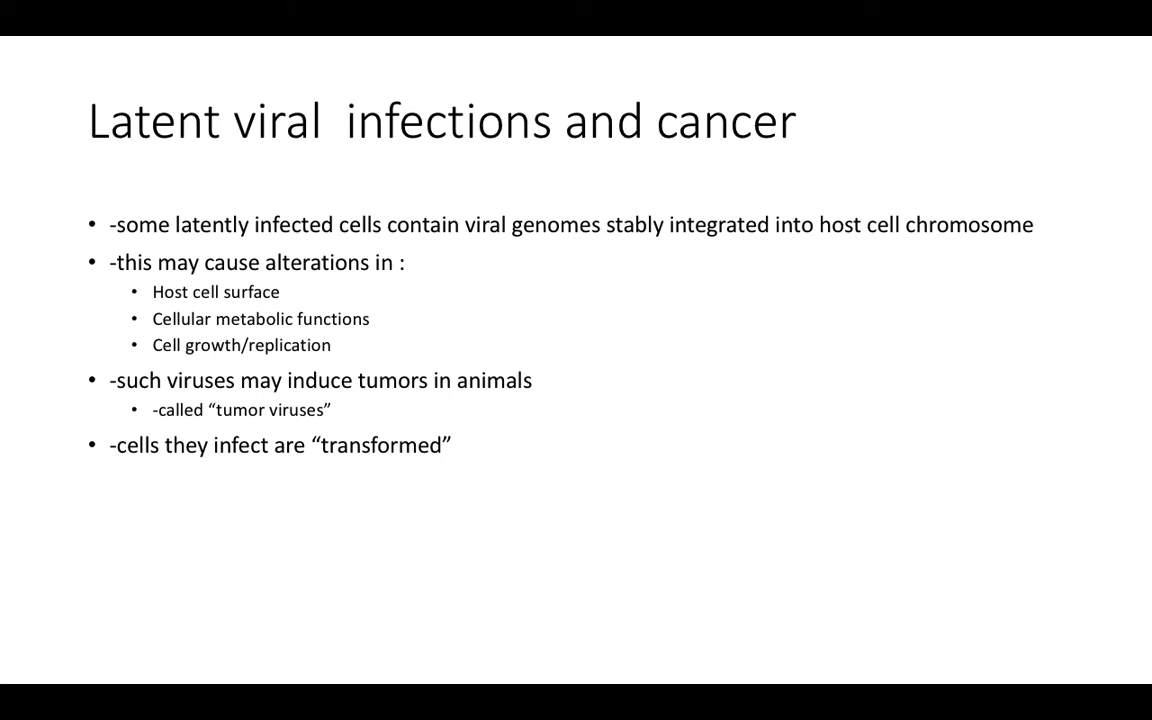 Latent viral  infections and cancer
• -some latently infected cells contain viral genomes stably integrated into host cell chromosome
• -this may cause alterations in :
• Host cell surface
• Cellular metabolic functions
• Cell growth/replication
• -such viruses may induce tumors in animals
• -called “tumor viruses”
• -cells they infect are “transformed”